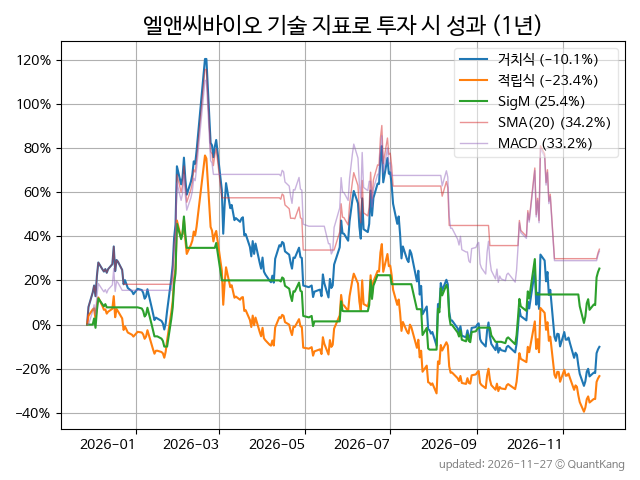 엘앤씨바이오 기술 지표로 투자 시 성과 (1년)
거치식 (-10.1%)
적립식 (-23.4%)
SigM (25.4%)
SMA(20) (34.2%)
MACD (33.2%)
120%
100%
80%
60%
40%
20%
0%
−20%
−40%
2026-01
2026-03
2026-05
2026-07
2026-09
2026-11
updated: 2026-11-27 © QuantKang